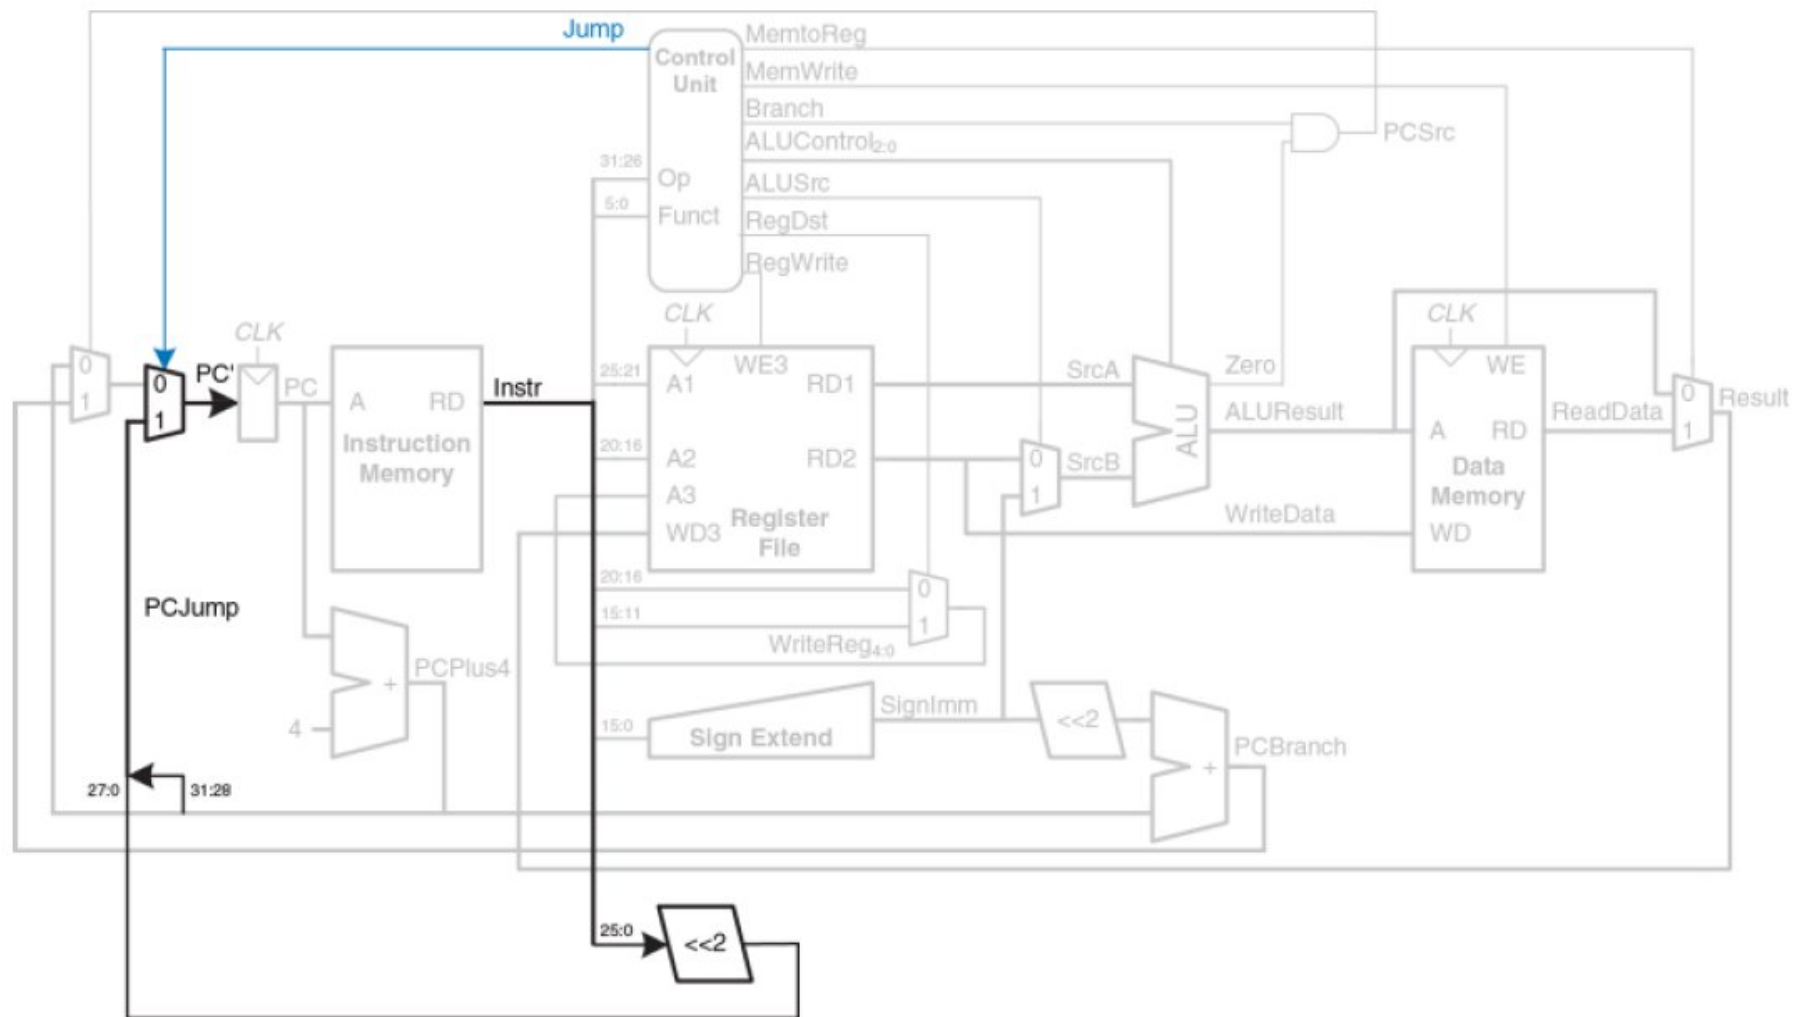 Jump
MemtoReg
Control
Unit
MemWrite
Branch
PCSrc
ALUControl2:0
31:26
Op
ALUSrc
5:0
Funct
RegDst
RegWrite
CLK
CLK
CLK
0
1
0
1
PC'
PC
A
RD
Instruction
Memory
Instr
25:21
A1
WE3
RD1
SrcA
Zero
WE
0
1
Result
ALU
ALUResult
A
RD
ReadData
20:16
A2
RD2
0
1
SrcB
Data
Memory
A3
Register
File
WD3
WriteData
WD
20:16
0
15:11
1
WriteReg4:0
PCJump
PCPlus4
+
4
SignImm
15:0
Sign Extend
<<2
PCBranch
+
27:0
31:28
25:0
<<2